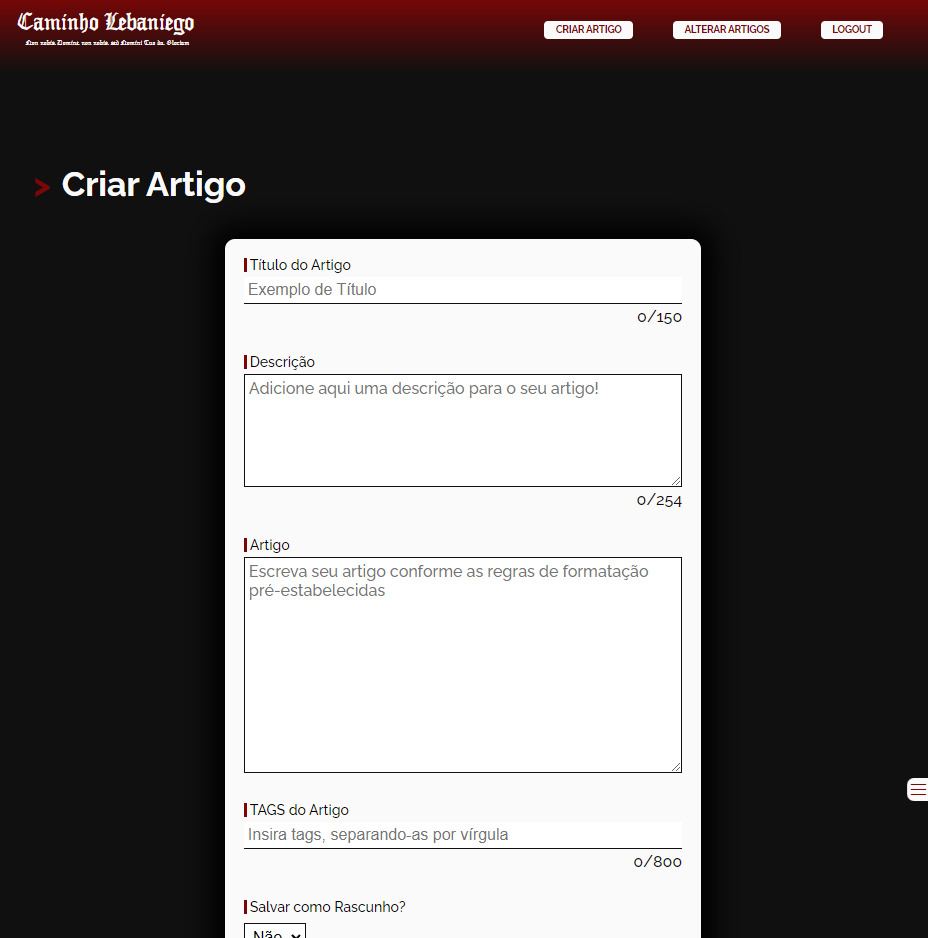 Caminho Lebaniego
Non nobis Domine, non nobis, sed Nomini Tuo da Gloriam
CRIAR ARTIGO
ALTERAR ARTIGOS
LOGOUT
> Criar Artigo
Título do Artigo
Exemplo de Título
0/150
Descrição
Adicione aqui uma descrição para o seu artigo!
0/254
Artigo
Escreva seu artigo conforme as regras de formatação
pré-estabelecidas
TAGS do Artigo
Insira tags, separando-as por vírgula
0/800
Salvar como Rascunho?
Não